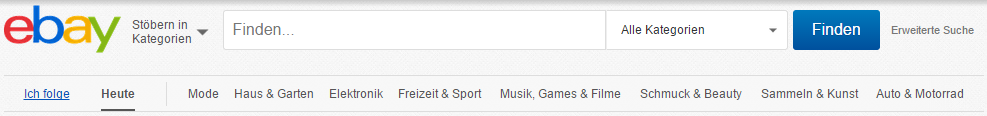 ebay
Stöbern in
Kategorien
Finden...
Alle Kategorien
Finden
Erweiterte Suche
Ich folge
Heute
Mode
Haus & Garten
Elektronik
Freizeit & Sport
Musik, Games & Filme
Schmuck & Beauty
Sammeln & Kunst
Auto & Motorrad